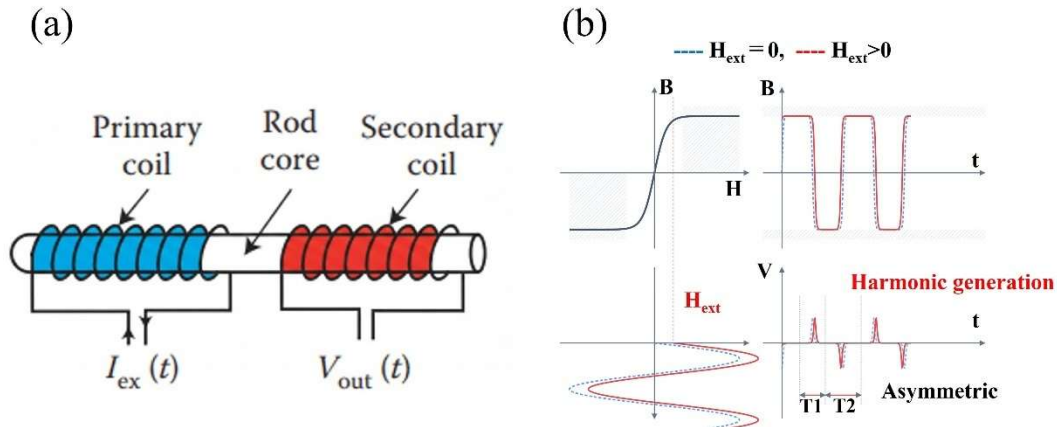 (a)
Primary
coil
Rod
core
Secondary
coil
I_ex (t)
V_out (t)
(b)
H_ext = 0, H_ext>0
B
H
B
t
H_ext
V
Harmonic generation
t
Asymmetric
T1 T2